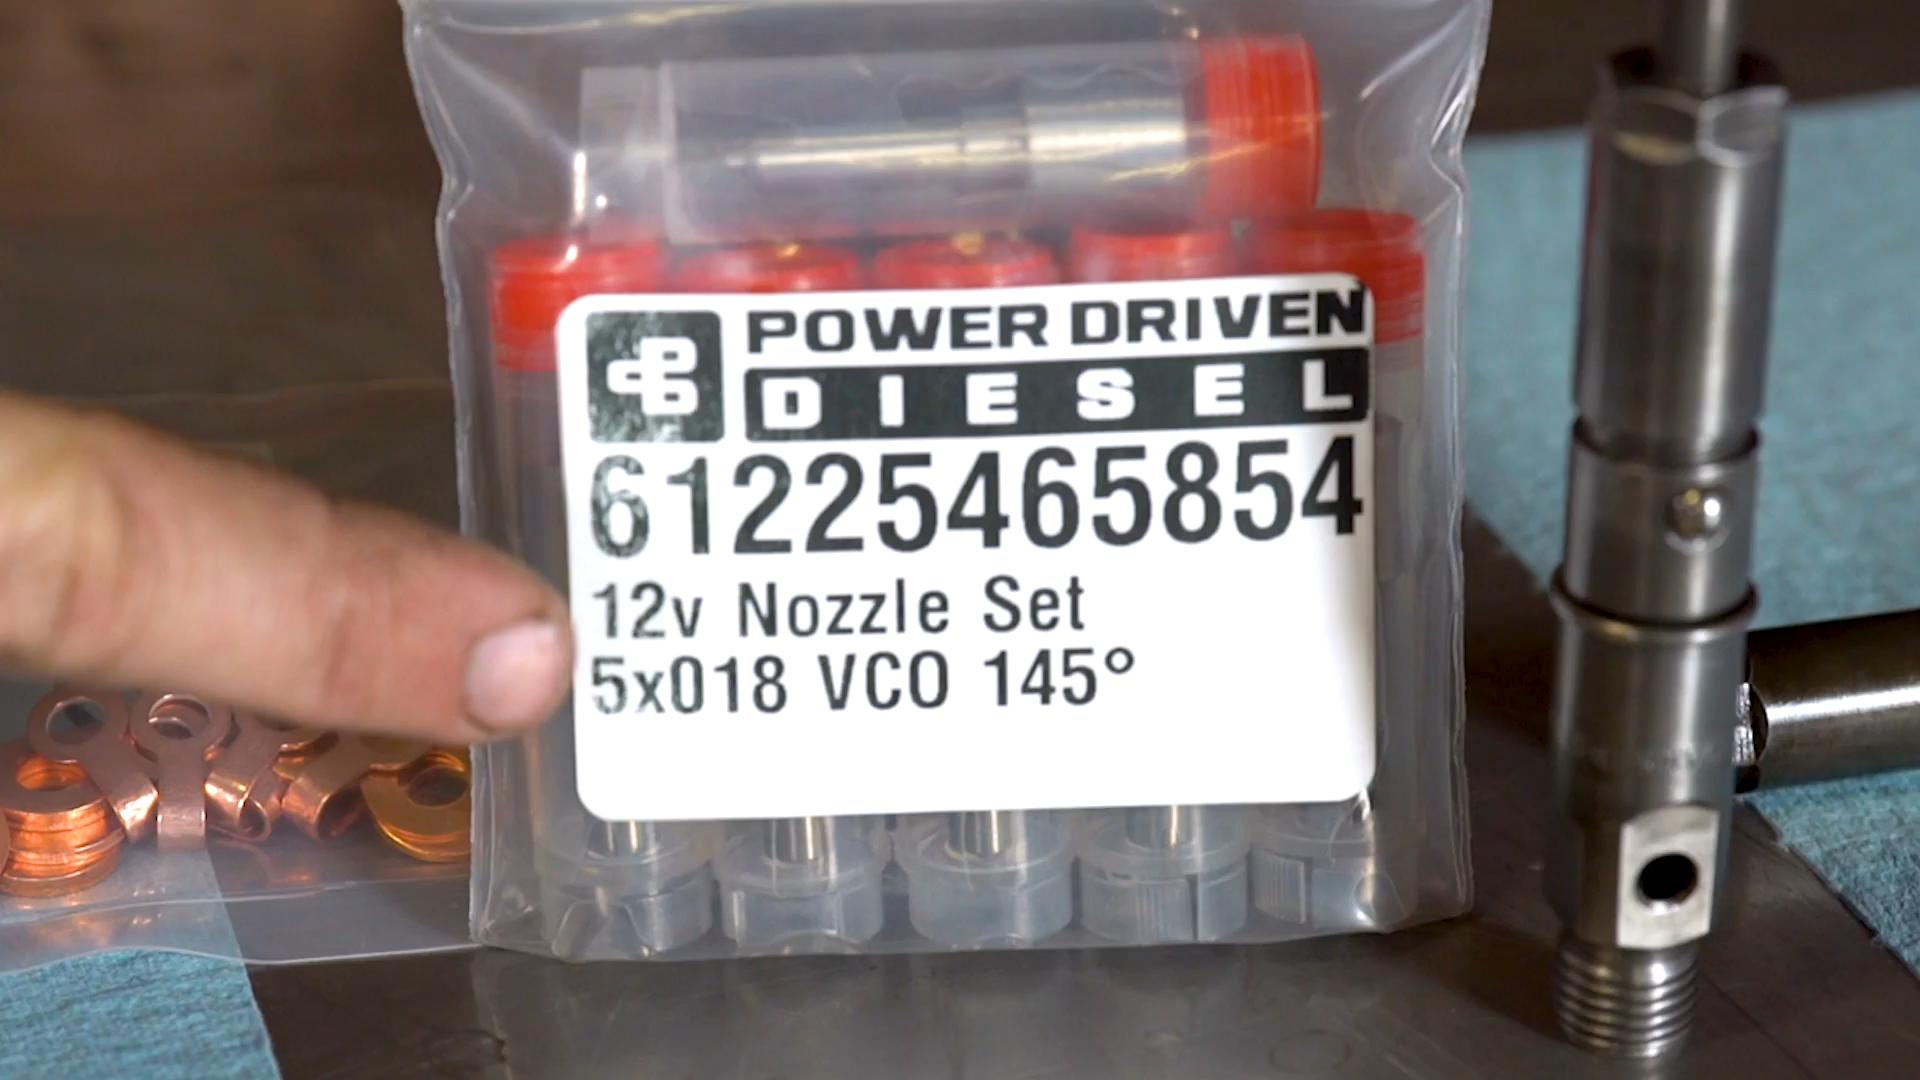 POWER DRIVEN
DIESEL
61225465854
12v Nozzle Set
5x018 VCO 145°